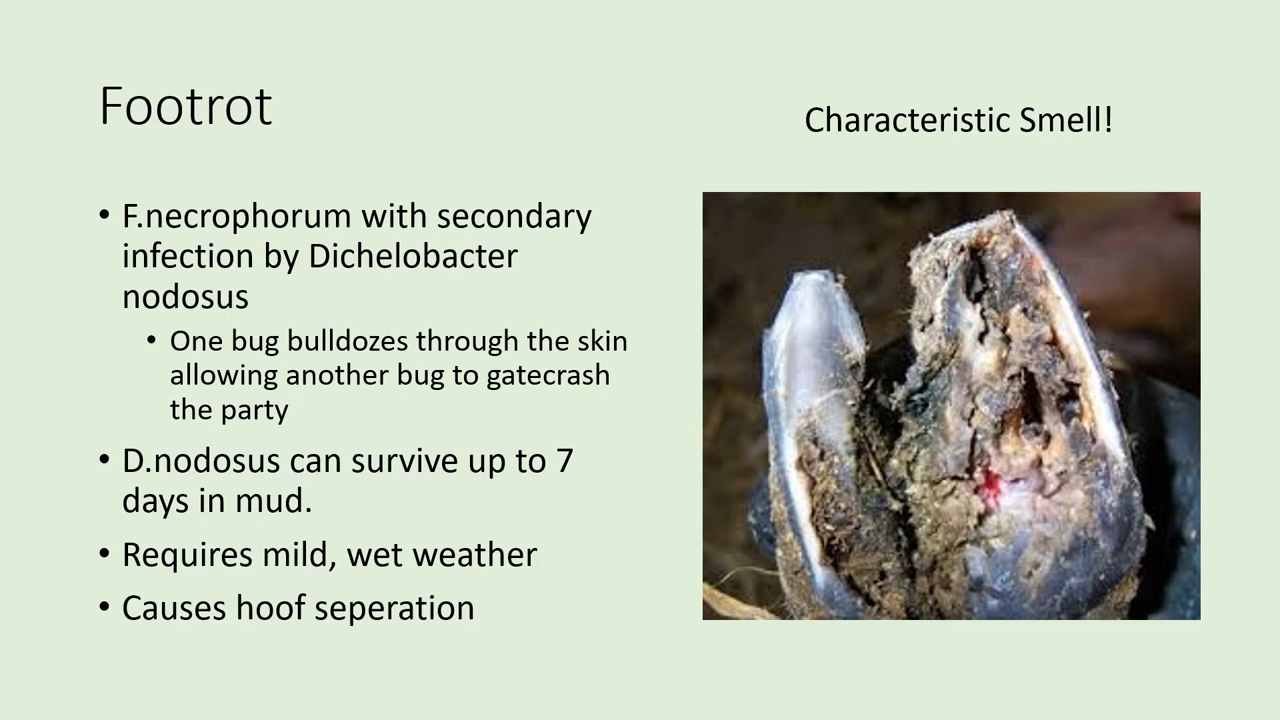 Footrot
Characteristic Smell!
• F.necrophorum with secondary
infection by Dichelobacter
nodosus
• One bug bulldozes through the skin
allowing another bug to gatecrash
the party
• D.nodosus can survive up to 7
days in mud.
• Requires mild, wet weather
• Causes hoof seperation